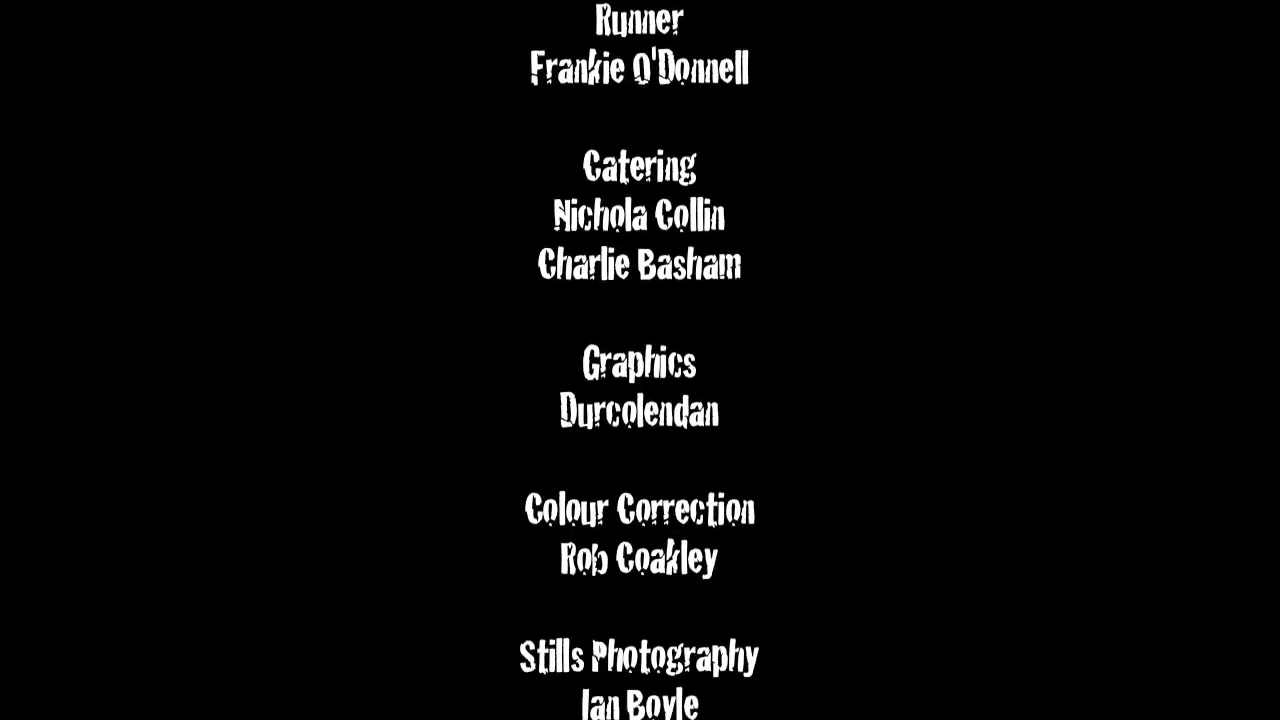 Runner
Frankie O'Donnell
Catering
Nichola Collin
Charlie Basham
Graphics
Durcolendan
Colour Correction
Rob Coakley
Stills Photography
Ian Boyle